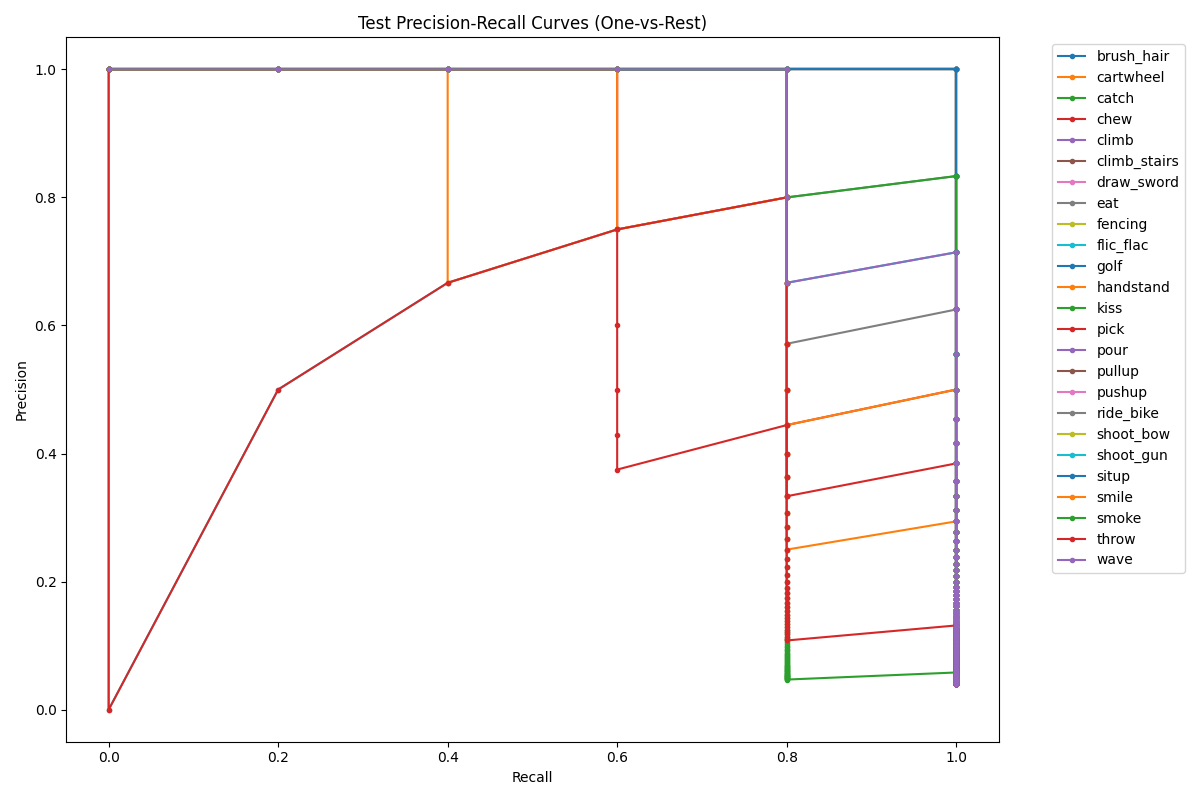 Test Precision-Recall Curves (One-vs-Rest)
Precision
1.0
0.8
0.6
0.4
0.2
0.0
0.0 0.2 0.4 0.6 0.8 1.0
Recall
brush_hair
cartwheel
catch
chew
climb
climb_stairs
draw_sword
eat
fencing
flic_flac
golf
handstand
kiss
pick
pour
pullup
pushup
ride_bike
shoot_bow
shoot_gun
situp
smile
smoke
throw
wave